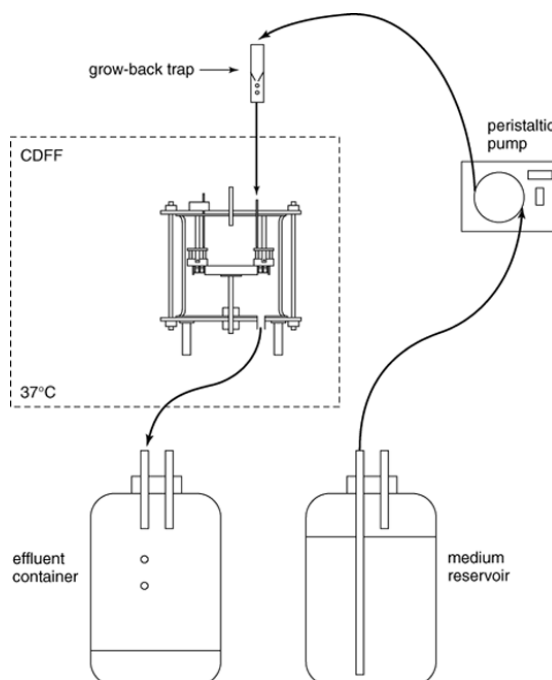 grow-back trap
peristaltic
pump
CDFF
37°C
effluent
container
medium
reservoir